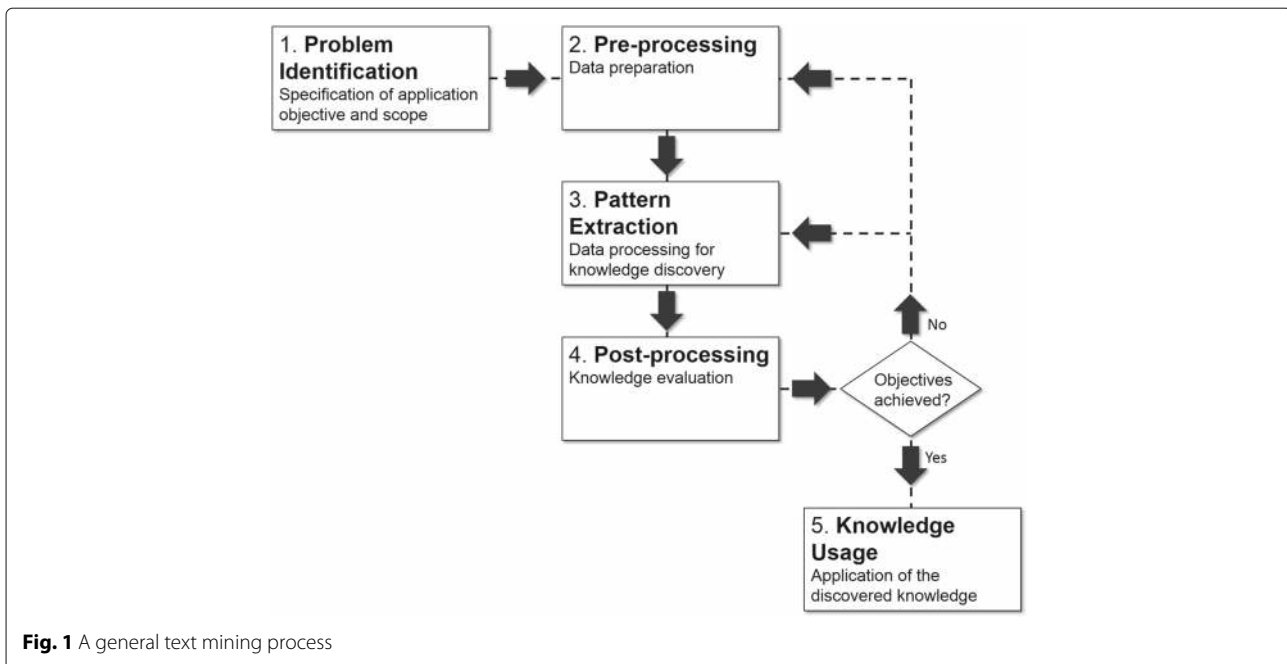 1. Problem
Identification
Specification of application
objective and scope
2. Pre-processing
Data preparation
3. Pattern
Extraction
Data processing for
knowledge discovery
4. Post-processing
Knowledge evaluation
Objectives
achieved?
No
Yes
5. Knowledge
Usage
Application of the
discovered knowledge
Fig. 1 A general text mining process